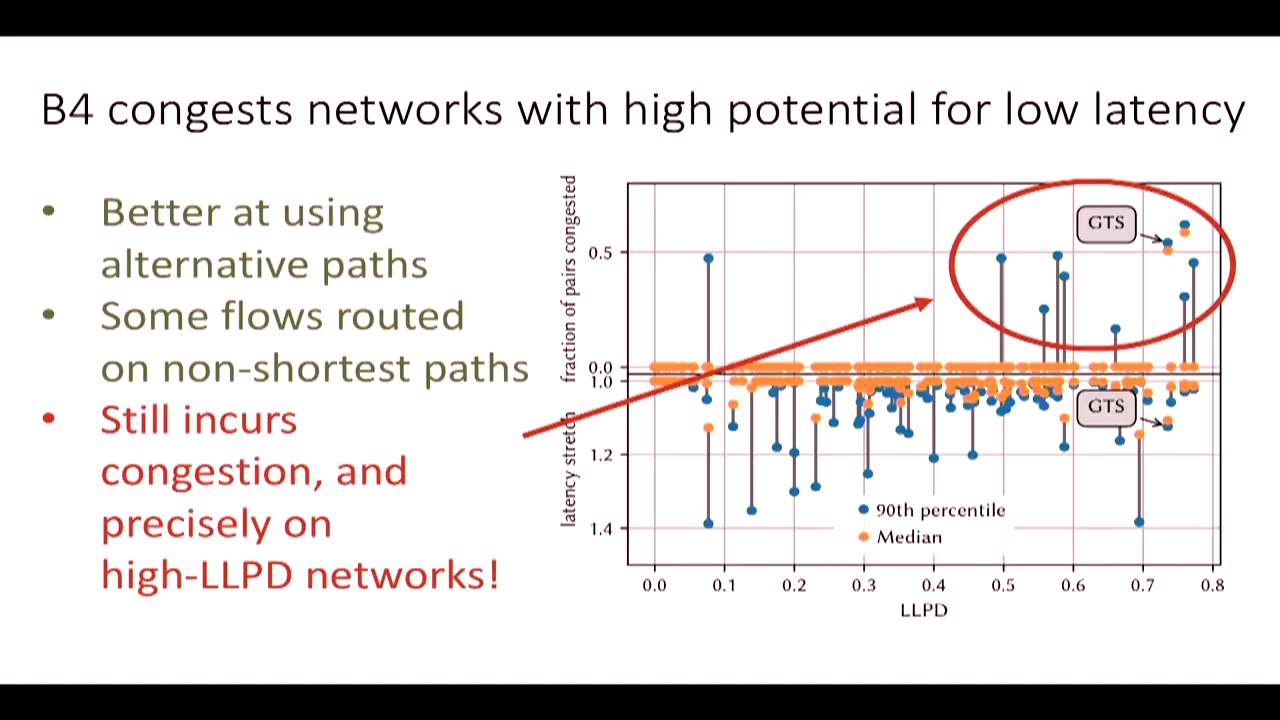 B4 congests networks with high potential for low latency
• Better at using
alternative paths
• Some flows routed
on non-shortest paths
• Still incurs
congestion, and
precisely on
high-LLPD networks!
fraction of pairs congested
latency stretch
0.5
0.0
1.0
1.2
1.4
GTS
GTS
90th percentile
Median
0.0 0.1 0.2 0.3 0.4 0.5 0.6 0.7 0.8
LLPD